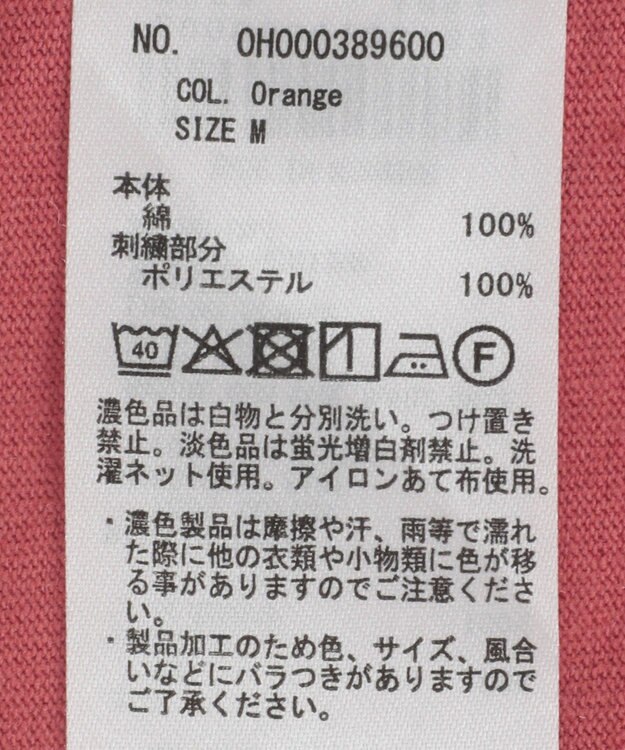 NO. 0H000389600
COL. Orange
SIZE M
本体
綿 100%
刺繍部分
ポリエステル 100%
40 F
濃色品は白物と分別洗い。つけ置き
禁止。淡色品は蛍光増白剤禁止。洗
濯ネット使用。アイロンあて布使用。
・濃色製品は摩擦や汗、雨等で濡れ
た際に他の衣類や小物類に色が移
る事がありますのでご注意くださ
い。
・製品加工のため色、サイズ、風合
いなどにバラつきがありますので
ご了承ください。